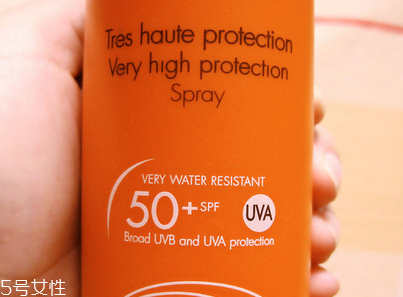 Tres haute protection
Very high protection
Spray
VERY WATER RESISTANT
50+ SPF
UVA
Broad UVB and UVA protection
5号女性